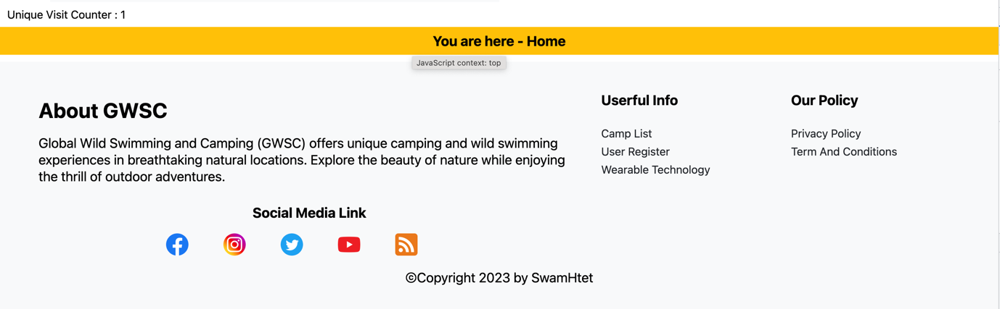 Unique Visit Counter : 1
You are here - Home
JavaScript context: top
About GWSC
Global Wild Swimming and Camping (GWSC) offers unique camping and wild swimming
experiences in breathtaking natural locations. Explore the beauty of nature while enjoying
the thrill of outdoor adventures.
Social Media Link
Userful Info
Camp List
User Register
Wearable Technology
Our Policy
Privacy Policy
Term And Conditions
©Copyright 2023 by SwamHtet